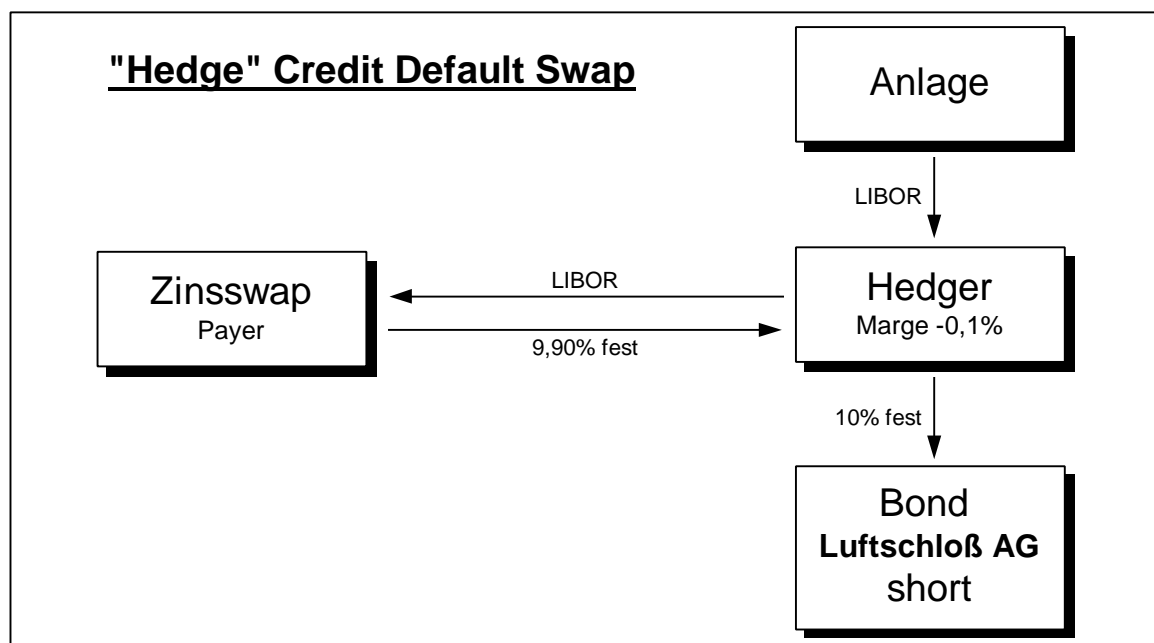 "Hedge" Credit Default Swap
Anlage
LIBOR
Zinsswap
Payer
LIBOR
9,90% fest
Hedger
Marge -0,1%
10% fest
Bond
Luftschloß AG
short